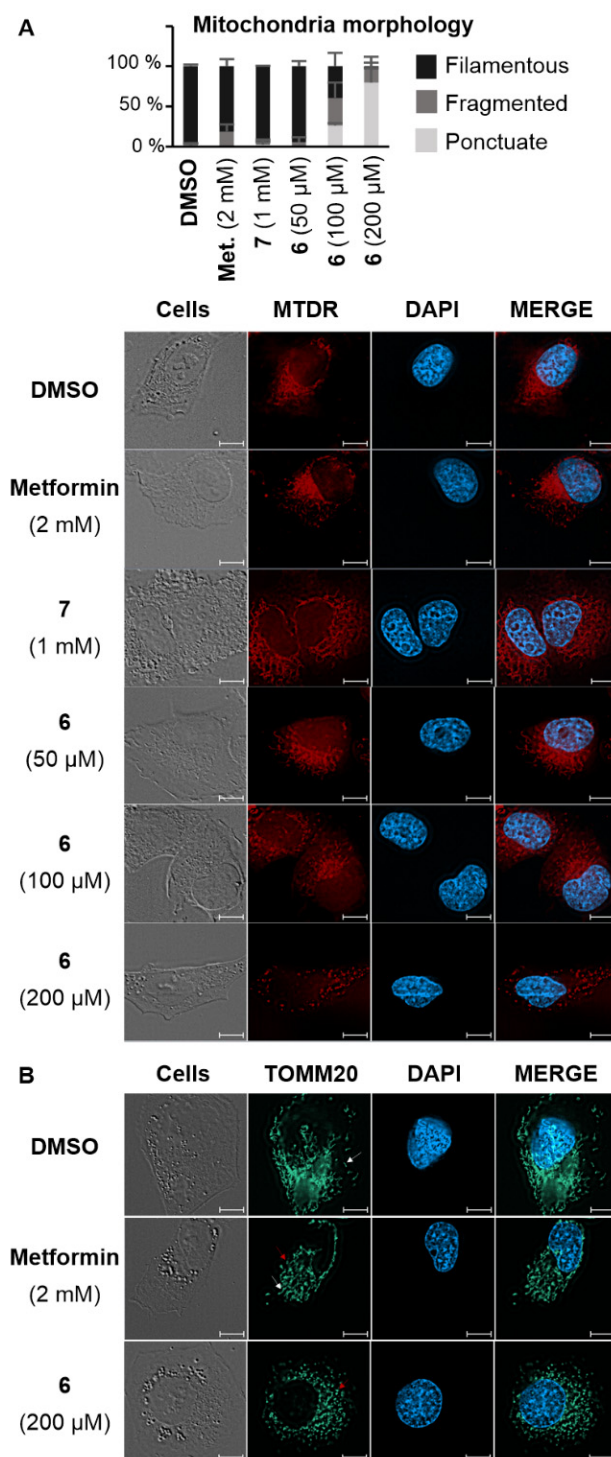 A
Mitochondria morphology
100 %
50 %
0 %
Filamentous
Fragmented
Ponctuate
DMSO
Met. (2 mM)
7 (1 mM)
6 (50 µM)
6 (100 µM)
6 (200 µM)
Cells MTDR DAPI MERGE
DMSO
Metformin
(2 mM)
7
(1 mM)
6
(50 µM)
6
(100 µM)
6
(200 µM)
B
Cells TOMM20 DAPI MERGE
DMSO
Metformin
(2 mM)
6
(200 µM)